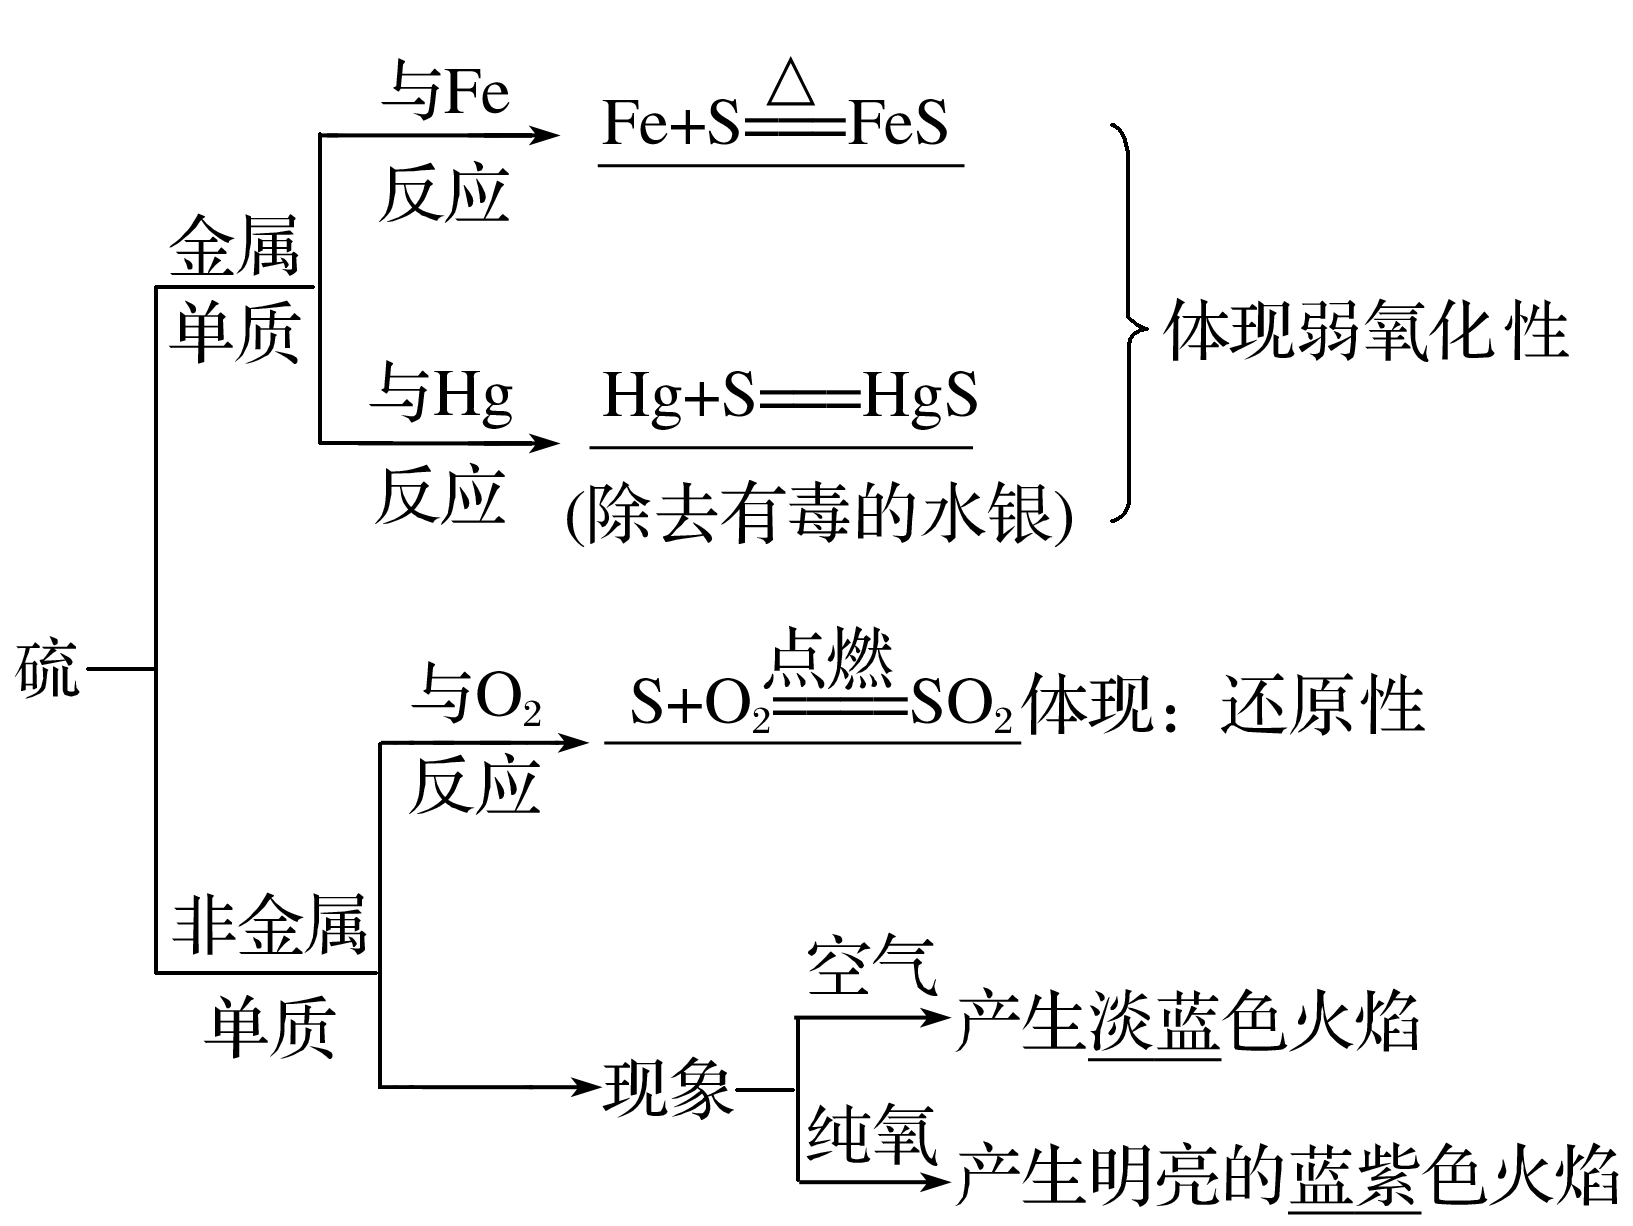 与Fe
反应
Fe+S=(△)=FeS
金属
单质
与Hg
反应
Hg+S══HgS
(除去有毒的水银)
体现弱氧化性
硫
与O₂
反应
点燃
S+O₂══SO₂体现：还原性
非金属
单质
现象
空气
产生淡蓝色火焰
纯氧
产生明亮的蓝紫色火焰